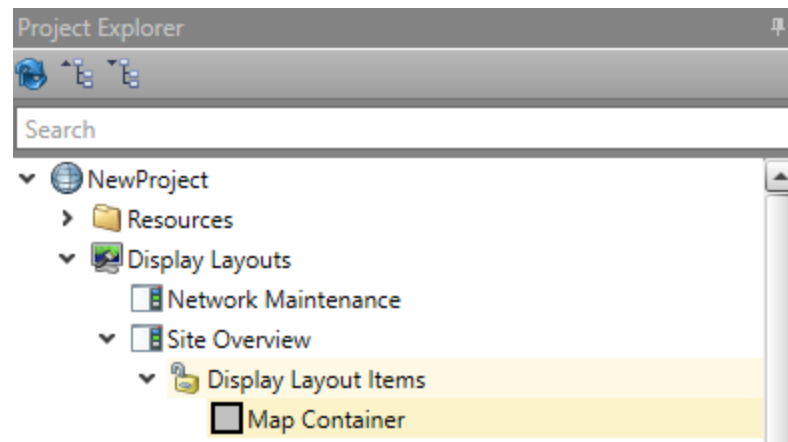 Project Explorer
Search
NewProject
Resources
Display Layouts
Network Maintenance
Site Overview
Display Layout Items
Map Container